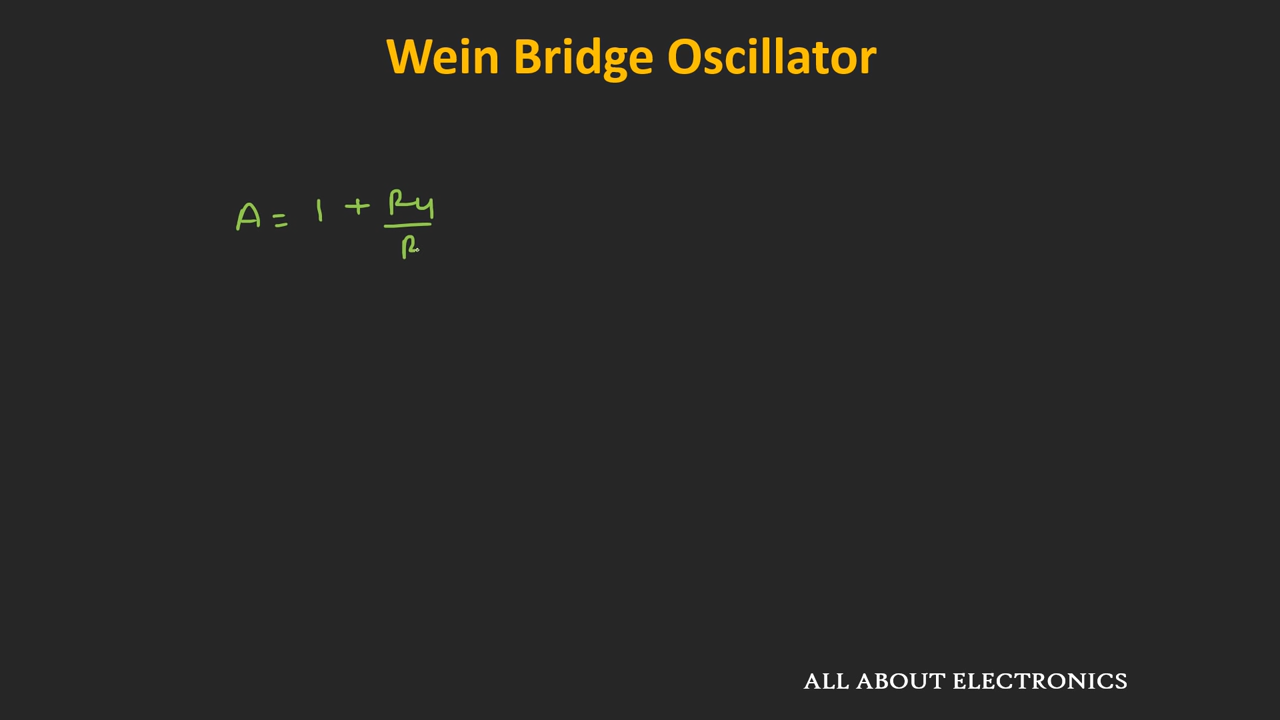 Wein Bridge Oscillator
A = 1 + R4/R
ALL ABOUT ELECTRONICS